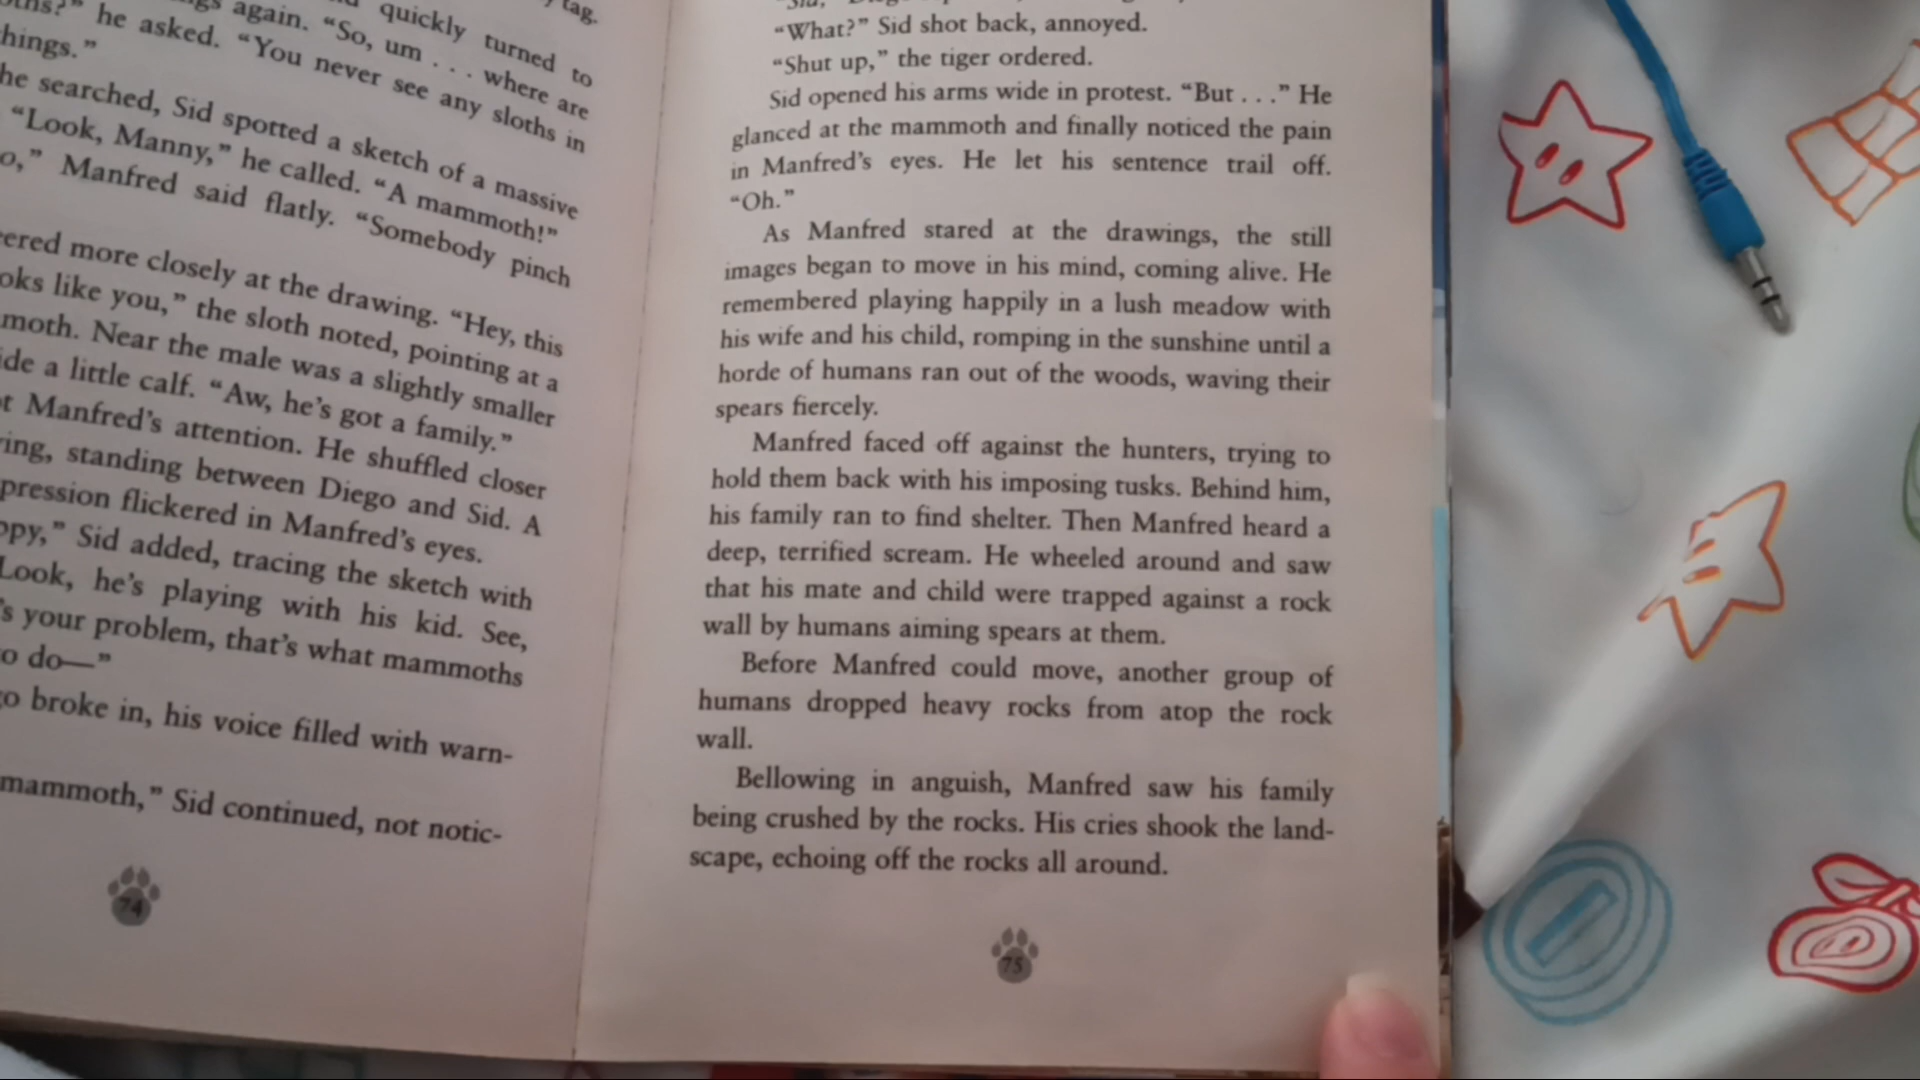 tag.
quickly turned to
again. "So, um . . . where are
he asked. "You never see any sloths in
things."
he searched, Sid spotted a sketch of a massive
"Look, Manny," he called. "A mammoth!"
Manfred said flatly. "Somebody pinch
more closely at the drawing. "Hey, this
like you," the sloth noted, pointing at a
Near the male was a slightly smaller
a little calf. "Aw, he's got a family."
Manfred's attention. He shuffled closer
standing between Diego and Sid. A
flickered in Manfred's eyes.
Sid added, tracing the sketch with
Look, he's playing with his kid. See,
your problem, that's what mammoths
do—"
broke in, his voice filled with warn-
mammoth," Sid continued, not notic-
74
"What?" Sid shot back, annoyed.
"Shut up," the tiger ordered.
Sid opened his arms wide in protest. "But . . ." He
glanced at the mammoth and finally noticed the pain
in Manfred's eyes. He let his sentence trail off.
"Oh."
As Manfred stared at the drawings, the still
images began to move in his mind, coming alive. He
remembered playing happily in a lush meadow with
his wife and his child, romping in the sunshine until a
horde of humans ran out of the woods, waving their
spears fiercely.
Manfred faced off against the hunters, trying to
hold them back with his imposing tusks. Behind him,
his family ran to find shelter. Then Manfred heard a
deep, terrified scream. He wheeled around and saw
that his mate and child were trapped against a rock
wall by humans aiming spears at them.
Before Manfred could move, another group of
humans dropped heavy rocks from atop the rock
wall.
Bellowing in anguish, Manfred saw his family
being crushed by the rocks. His cries shook the land-
scape, echoing off the rocks all around.
75